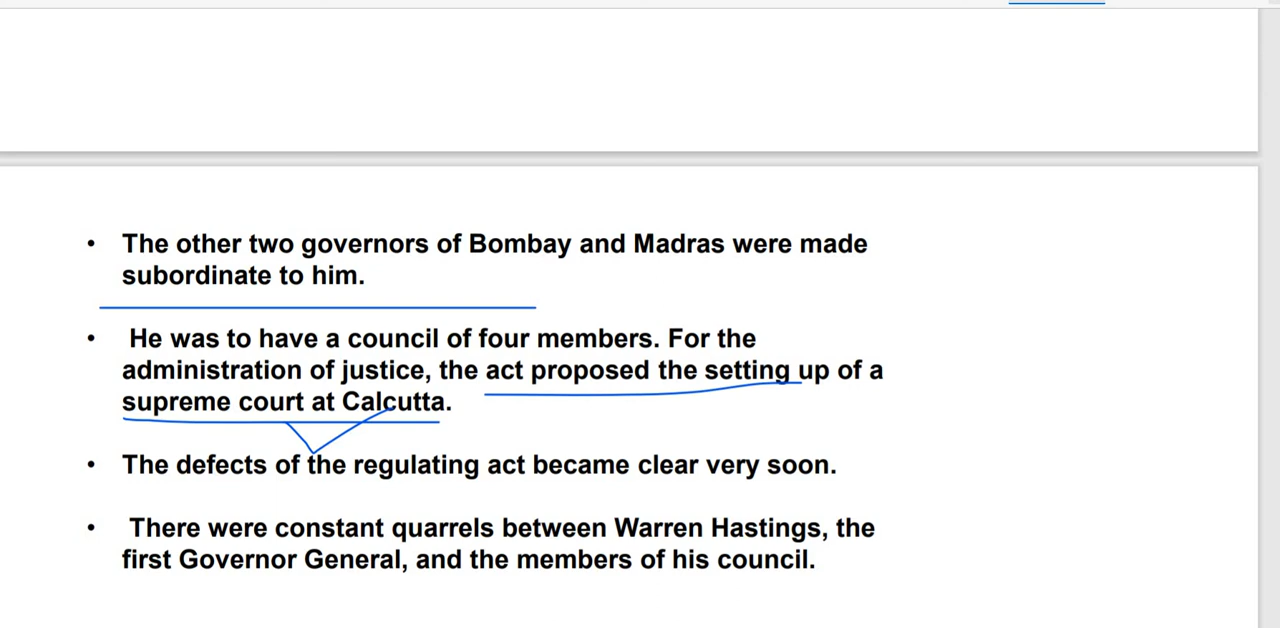 • The other two governors of Bombay and Madras were made
subordinate to him.
• He was to have a council of four members. For the
administration of justice, the act proposed the setting up of a
supreme court at Calcutta.
• The defects of the regulating act became clear very soon.
• There were constant quarrels between Warren Hastings, the
first Governor General, and the members of his council.